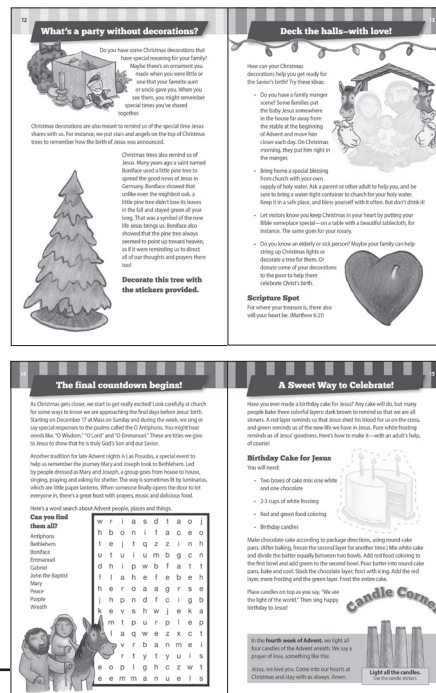 12
What's a party without decorations?
Do you have some Christmas decorations that
have special meaning for your family?
Maybe there's an ornament you
made when you were little or
one that your favorite aunt
or uncle gave you. When you
see them, you might remember
special times you've shared
together.
Christmas decorations are also meant to remind us of the special time Jesus
shares with us. For instance, we put stars and angels on the top of Christmas
trees to remember how the birth of Jesus was announced.
Christmas trees also remind us of
Jesus. Many years ago a saint named
Boniface used a little pine tree to
spread the good news of Jesus in
Germany. Boniface showed that
unlike even the mightiest oak, a
little pine tree didn't lose its leaves
in the fall and stayed green all year
long. That was a symbol of the new
life Jesus brings us. Boniface also
showed that the pine tree always
seemed to point up toward heaven,
as if it were reminding us to direct
all of our thoughts and prayers there
too!
Decorate this tree with
the stickers provided.
Deck the halls–with love!
How can your Christmas
decorations help you get ready for
the Savior's birth? Try these ideas:
• Do you have a family manger
scene? Some families put
the baby Jesus somewhere
in the house far away from
the stable at the beginning
of Advent and move him
closer each day. On Christmas
morning, they put him right in
the manger.
• Bring home a special blessing
from church–with your own
supply of holy water. Ask a parent or other adult to help you, and be
sure to bring a water-tight container to church for your holy water.
Keep it in a safe place, and bless yourself with it often. But don't drink it!
• Let visitors know you keep Christmas in your heart by putting your
Bible someplace special–on a table with a beautiful tablecloth, for
instance. The same goes for your rosary.
• Do you know an elderly or sick person? Maybe your family can help
string up Christmas lights or
decorate a tree for them. Or
donate some of your decorations
to the poor to help them
celebrate Christ's birth.
Scripture Spot
For where your treasure is, there also
will your heart be. (Matthew 6:21)
14
The final countdown begins!
As Christmas gets closer, we start to get really excited! Look carefully at church
for some ways to know we are approaching the final days before Jesus' birth.
Starting on December 17 at Mass on Sunday and during the week, we sing or
say special responses to the psalms called the O Antiphons. You might hear
words like, "O Wisdom," "O Lord" and "O Emmanuel." These are titles we give
to Jesus to show that he is truly God's Son and our Savior.
Another tradition for late Advent nights is Las Posadas, a special event to
help us remember the journey Mary and Joseph took to Bethlehem. Led
by people dressed as Mary and Joseph, a group goes from house to house,
singing, praying and asking for shelter. The way is sometimes lit by luminarias,
which are little paper lanterns. When someone finally opens the door to let
everyone in, there's a great feast with prayers, music and delicious food.
Here's a word search about Advent people, places and things.
Can you find
them all?
Antiphons
Bethlehem
Boniface
Emmanuel
Gabriel
John the Baptist
Mary
Peace
Purple
Wreath
w r i a s d t a o j
h b o n i f a c e o
t e j t q z z i n h
u t u i u m b g c n
d h i p w b f a t t
f l a h e f e b e h
h e r o a a g r s e
j h p n d f c i g b
k e v s h w j e k a
m t p u r p l e p
l a q w e z x c t
v r b a n m e i
r t y t y u i s
e o p l g h c z w t
e e m m a n u e l s
15
A Sweet Way to Celebrate!
Have you ever made a birthday cake for Jesus? Any cake will do, but many
people bake three colorful layers: dark brown to remind us that we are all
sinners. A red layer reminds us that Jesus shed his blood for us on the cross,
and green reminds us of the new life we have in Jesus. Pure white frosting
reminds us of Jesus' goodness. Here's how to make it–with an adult's help,
of course!
Birthday Cake for Jesus
You will need:
• Two boxes of cake mix: one white
and one chocolate
• 2-3 cups of white frosting
• Red and green food coloring
• Birthday candles
Make chocolate cake according to package directions, using round cake
pans. (After baking, freeze the second layer for another time.) Mix white cake
and divide the batter equally between two bowls. Add red food coloring to
the first bowl and add green to the second bowl. Pour batter into round cake
pans, bake and cool. Stack the chocolate layer; frost with icing. Add the red
layer, more frosting and the green layer. Frost the entire cake.
Place candles on top as you say, "We are
the light of the world." Then sing happy
birthday to Jesus!
Candle Corner
In the fourth week of Advent, we light all
four candles of the Advent wreath. We say a
prayer of love, something like this:
Jesus, we love you. Come into our hearts at
Christmas and stay with us always. Amen.
Light all the candles.
Use the candle stickers.